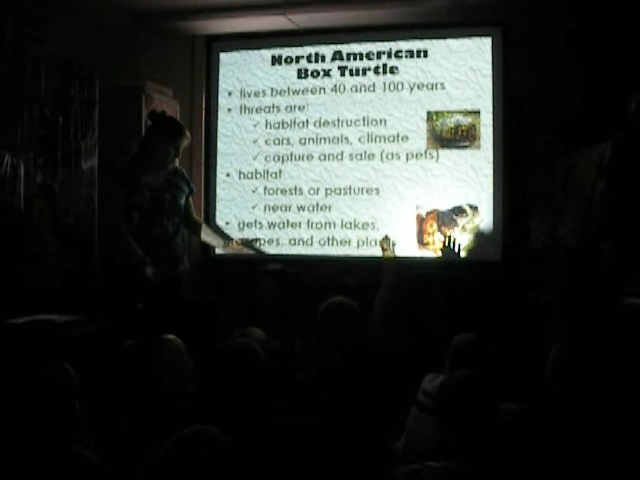 North American
Box Turtle
• lives between 40 and 100 years
• threats are:
✓ habitat destruction
✓ cars, animals, climate
✓ capture and sale (as pets)
• habitat
✓ forests or pastures
✓ near water
• gets water from lakes,
and other